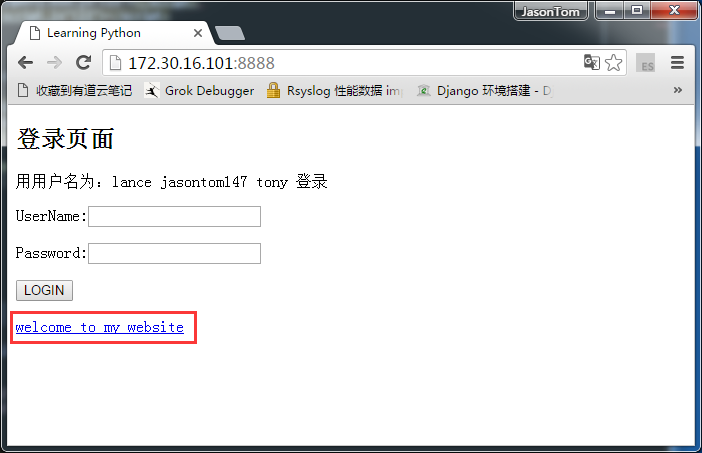 JasonTom
Learning Python
172.30.16.101:8888
ES
收藏到有道云笔记 Grok Debugger Rsyslog 性能数据 im Django 环境搭建 - D
登录页面
用用户名为: lance jasontom147 tony 登录
UserName:
Password:
LOGIN
welcome to my website